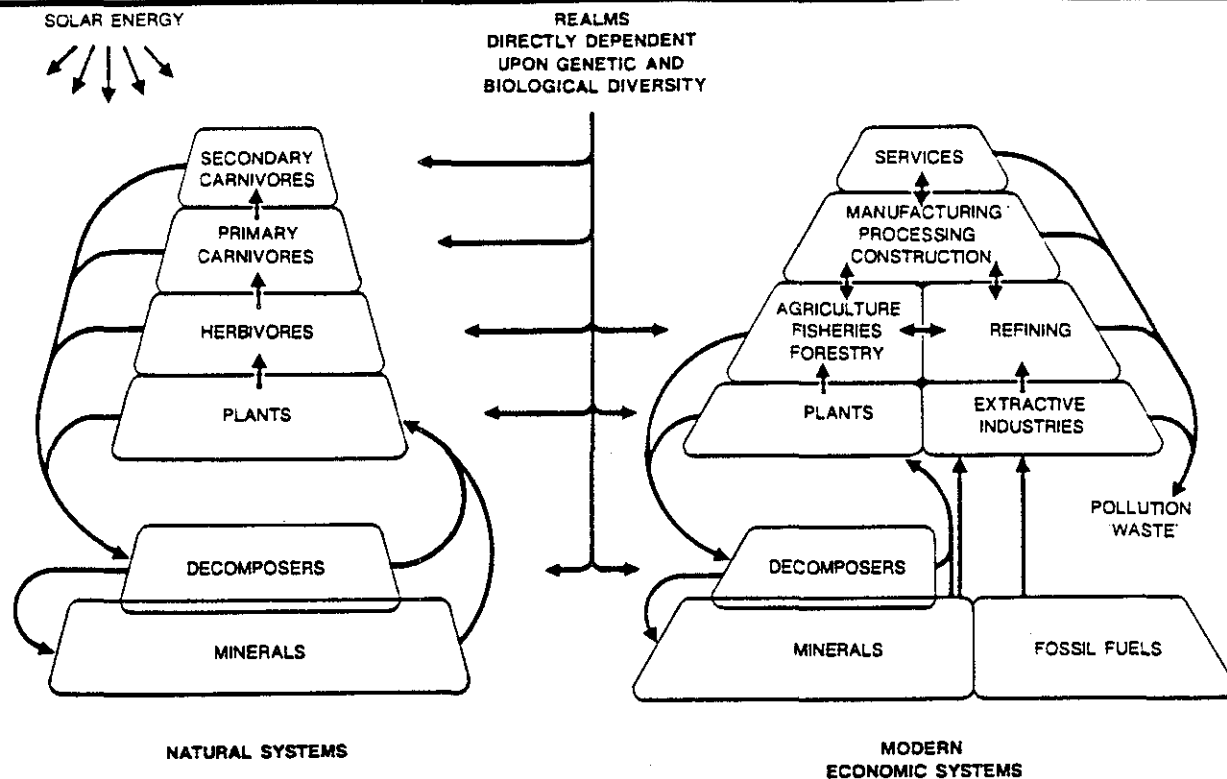 SOLAR ENERGY
REALMS
DIRECTLY DEPENDENT
UPON GENETIC AND
BIOLOGICAL DIVERSITY
SECONDARY
CARNIVORES
PRIMARY
CARNIVORES
HERBIVORES
PLANTS
DECOMPOSERS
MINERALS
NATURAL SYSTEMS
SERVICES
MANUFACTURING
PROCESSING
CONSTRUCTION
AGRICULTURE
FISHERIES
FORESTRY
REFINING
PLANTS
EXTRACTIVE
INDUSTRIES
POLLUTION
'WASTE'
DECOMPOSERS
MINERALS
FOSSIL FUELS
MODERN
ECONOMIC SYSTEMS